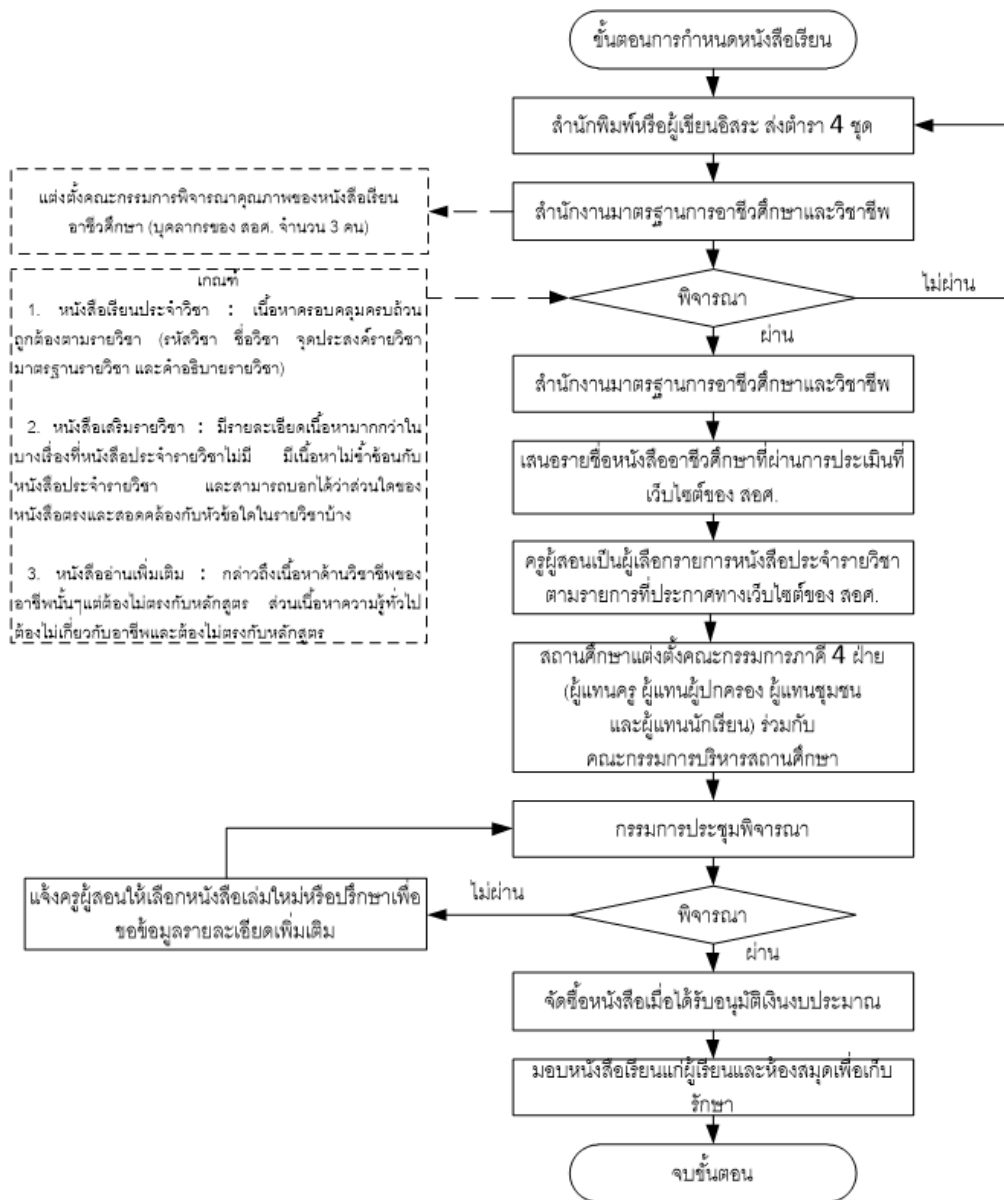 ขั้นตอนการกำหนดหนังสือเรียน
สำนักพิมพ์หรือผู้เขียนอิสระ ส่งตำรา 4 ชุด
แต่งตั้งคณะกรรมการพิจารณาคุณภาพของหนังสือเรียน
อาชีวศึกษา (บุคลากรของ สอศ. จำนวน 3 คน)
สำนักงานมาตรฐานการอาชีวศึกษาและวิชาชีพ
เกณฑ์
1. หนังสือเรียนประจำวิชา : เนื้อหาครอบคลุมครบถ้วน
ถูกต้องตามรายวิชา (รหัสวิชา ชื่อวิชา จุดประสงค์รายวิชา
มาตรฐานรายวิชา และคำอธิบายรายวิชา)
2. หนังสือเสริมรายวิชา : มีรายละเอียดเนื้อหามากกว่าใน
บางเรื่องที่หนังสือประจำรายวิชาไม่มี มีเนื้อหาไม่ซ้ำซ้อนกับ
หนังสือประจำรายวิชา และสามารถบอกได้ว่าส่วนใดของ
หนังสือตรงและสอดคล้องกับหัวข้อใดในรายวิชาบ้าง
3. หนังสืออ่านเพิ่มเติม : กล่าวถึงเนื้อหาด้านวิชาชีพของ
อาชีพนั้นๆแต่ต้องไม่ตรงกับหลักสูตร ส่วนเนื้อหาความรู้ทั่วไป
ต้องไม่เกี่ยวกับอาชีพและต้องไม่ตรงกับหลักสูตร
พิจารณา
ไม่ผ่าน
ผ่าน
สำนักงานมาตรฐานการอาชีวศึกษาและวิชาชีพ
เสนอรายชื่อหนังสืออาชีวศึกษาที่ผ่านการประเมินที่
เว็บไซต์ของ สอศ.
ครูผู้สอนเป็นผู้เลือกรายการหนังสือประจำรายวิชา
ตามรายการที่ประกาศทางเว็บไซต์ของ สอศ.
สถานศึกษาแต่งตั้งคณะกรรมการภาคี 4 ฝ่าย
(ผู้แทนครู ผู้แทนผู้ปกครอง ผู้แทนชุมชน
และผู้แทนนักเรียน) ร่วมกับ
คณะกรรมการบริหารสถานศึกษา
กรรมการประชุมพิจารณา
แจ้งครูผู้สอนให้เลือกหนังสือเล่มใหม่หรือปรึกษาเพื่อ
ขอข้อมูลรายละเอียดเพิ่มเติม
ไม่ผ่าน
พิจารณา
ผ่าน
จัดซื้อหนังสือเมื่อได้รับอนุมัติเงินงบประมาณ
มอบหนังสือเรียนแก่ผู้เรียนและห้องสมุดเพื่อเก็บ
รักษา
จบขั้นตอน